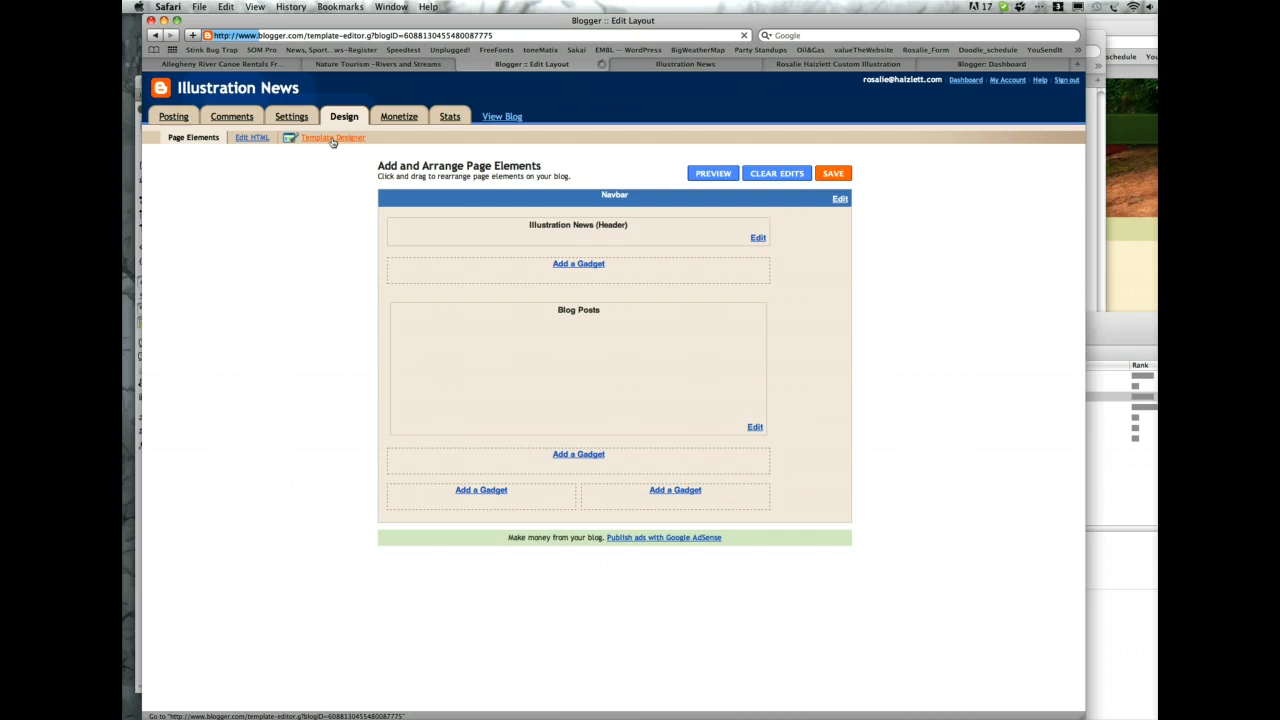 Safari File Edit View History Bookmarks Window Help 17 3
Blogger :: Edit Layout
http://www.blogger.com/template-editor.g?blogID=6088130455480087775 Google
Stink Bug Trap SOM Pro News, Sport...ws-Register Speedtest Unplugged! FreeFonts toneMatix Sakai EMBL — WordPress BigWeatherMap Party Standups Oil&Gas valueTheWebsite Rosalie_Form Doodle_schedule YouSendIt
Allegheny River Canoe Rentals Fr... Nature Tourism –Rivers and Streams Blogger :: Edit Layout Illustration News Rosalie Haizlett Custom Illustration Blogger: Dashboard
Illustration News
rosalie@haizlett.com Dashboard My Account Help Sign out
Posting Comments Settings Design Monetize Stats View Blog
Page Elements Edit HTML Template Designer
Add and Arrange Page Elements
Click and drag to rearrange page elements on your blog.
PREVIEW CLEAR EDITS SAVE
Navbar
Edit
Illustration News (Header)
Edit
Add a Gadget
Blog Posts
Edit
Add a Gadget
Add a Gadget Add a Gadget
Make money from your blog. Publish ads with Google AdSense
schedule You
Rank
Go to "http://www.blogger.com/template-editor.g?blogID=6088130455480087775"